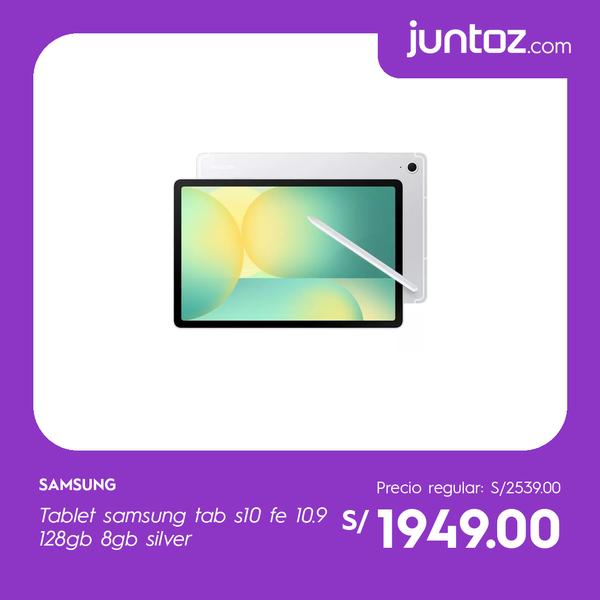 juntoz.com
SAMSUNG
Tablet samsung tab s10 fe 10.9
128gb 8gb silver
Precio regular: S/2539.00
S/ 1949.00